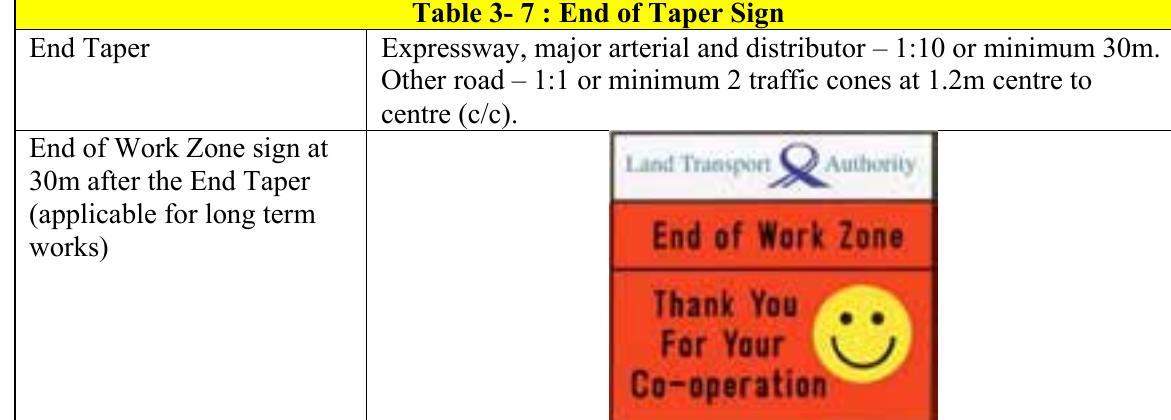 Table 3- 7 : End of Taper Sign
End Taper
Expressway, major arterial and distributor – 1:10 or minimum 30m.
Other road – 1:1 or minimum 2 traffic cones at 1.2m centre to
centre (c/c).
End of Work Zone sign at
30m after the End Taper
(applicable for long term
works)
Land Transport Authority
End of Work Zone
Thank You
For Your
Co-operation